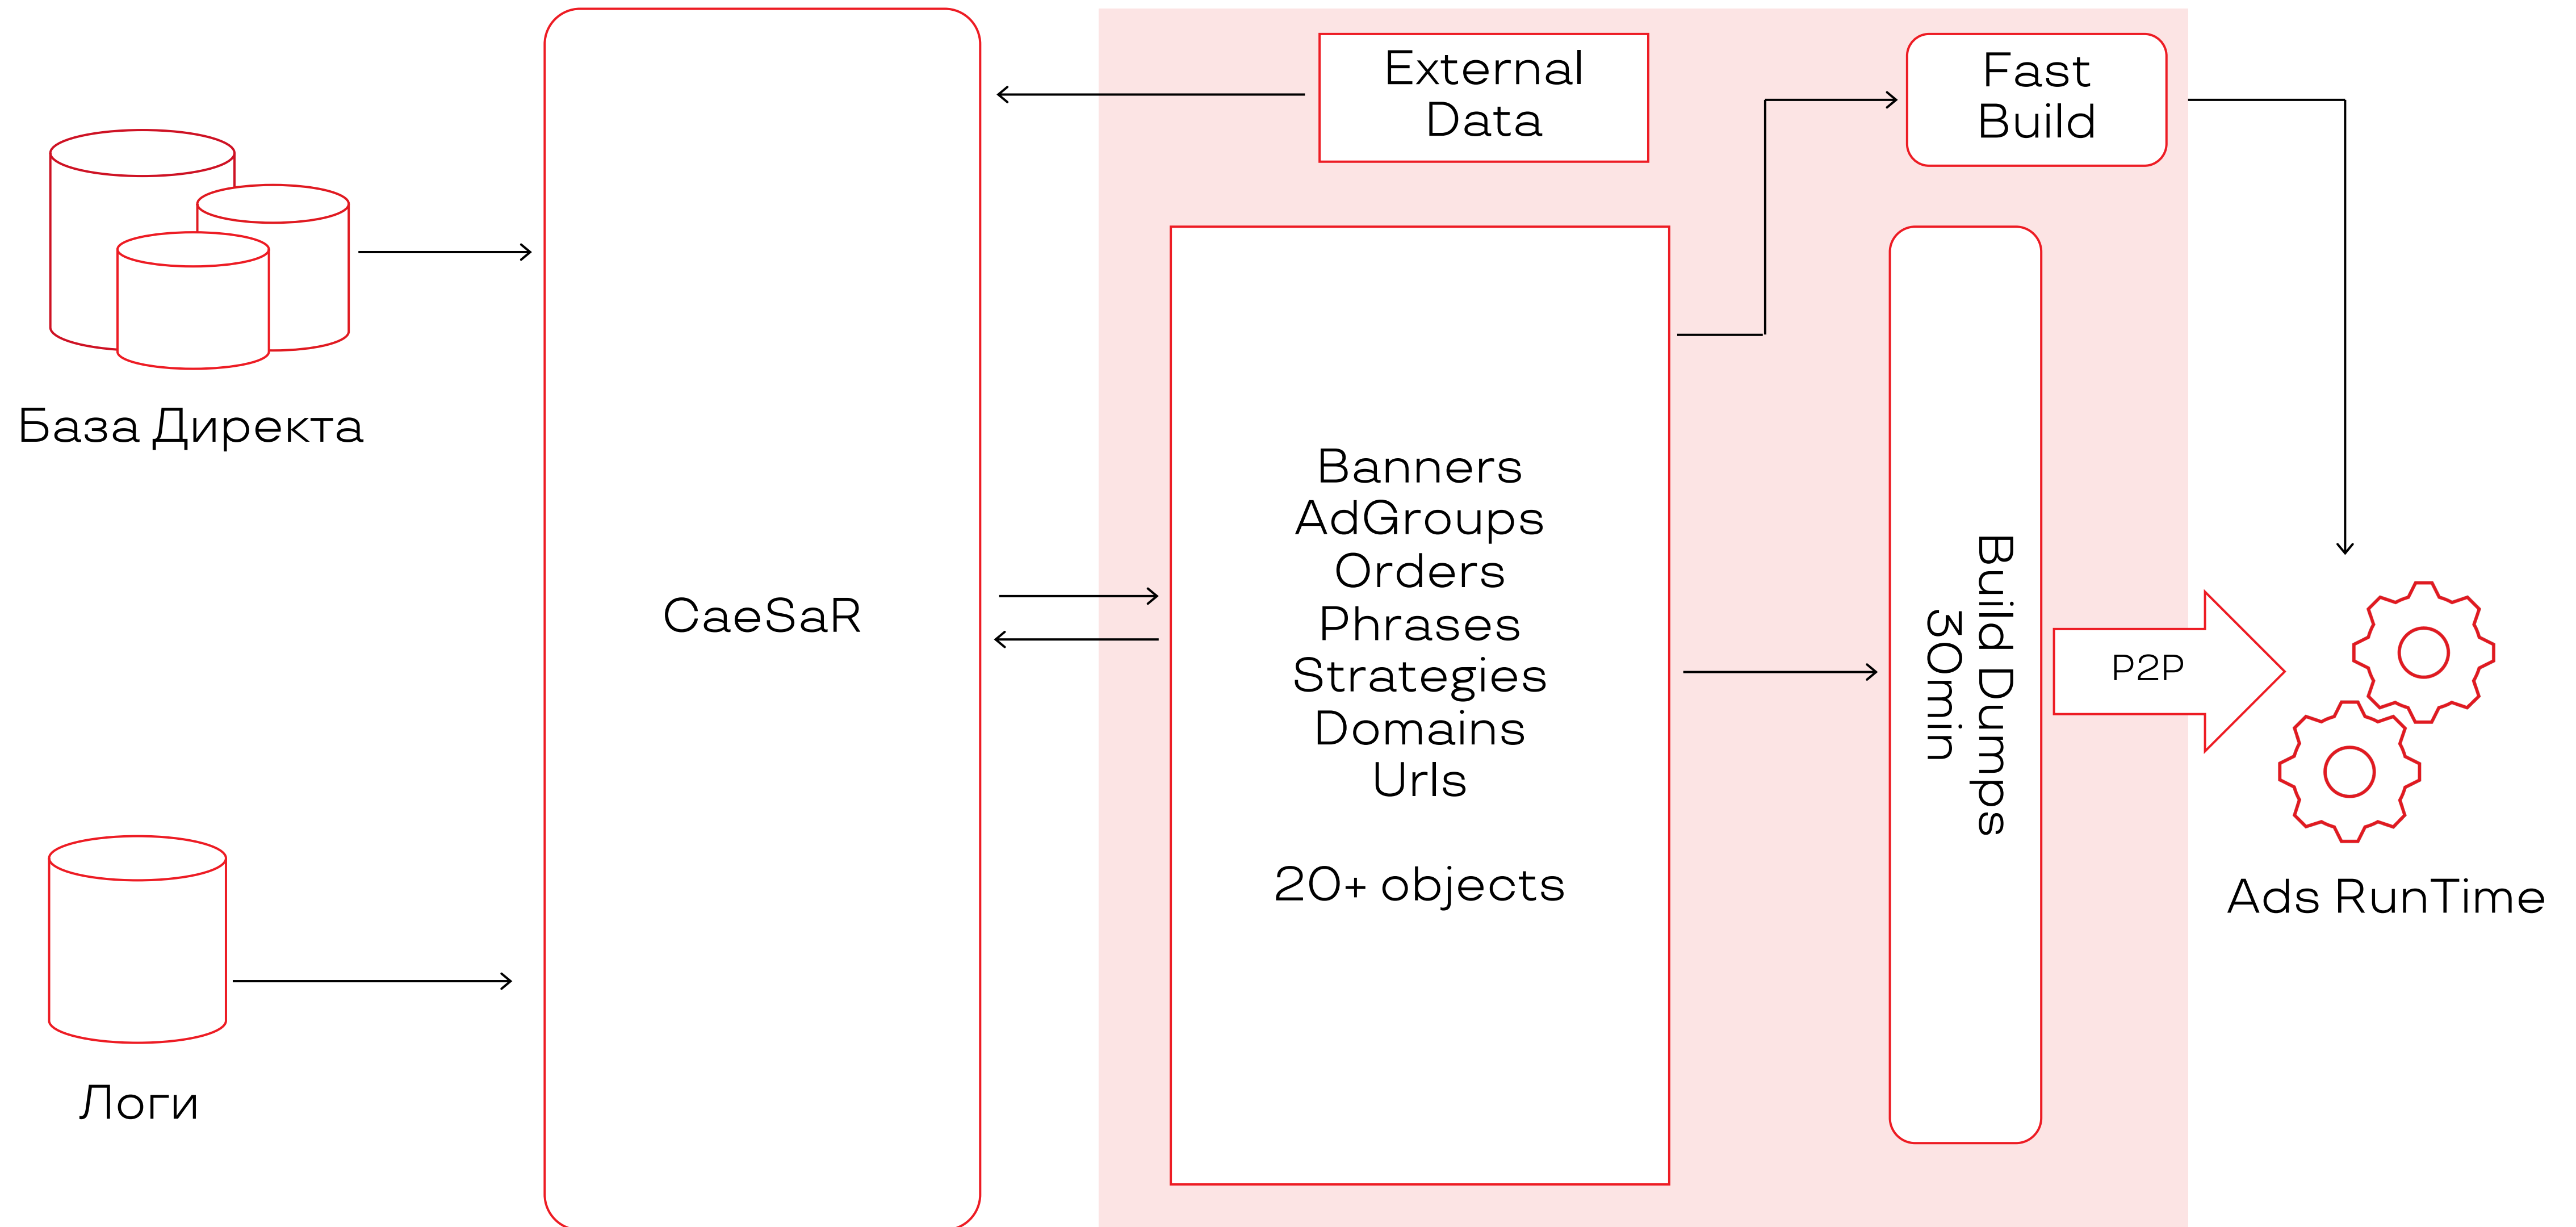 База Директа
Логи
CaeSaR
External
Data
Banners
AdGroups
Orders
Phrases
Strategies
Domains
Urls
20+ objects
Fast
Build
Build Dumps
30min
P2P
Ads RunTime